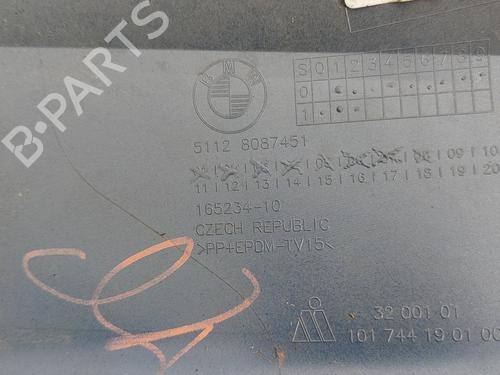 BMW
S 0 1 2 3 4 5 6 7 8 9
0
1
5112 8087451
09 10
11 12 13 14 15 16 17 18 19 20
165234-10
CZECH REPUBLIC
>PP+EPDM-TV15<
32 001 01
101 744 19 01 00
B-PARTS